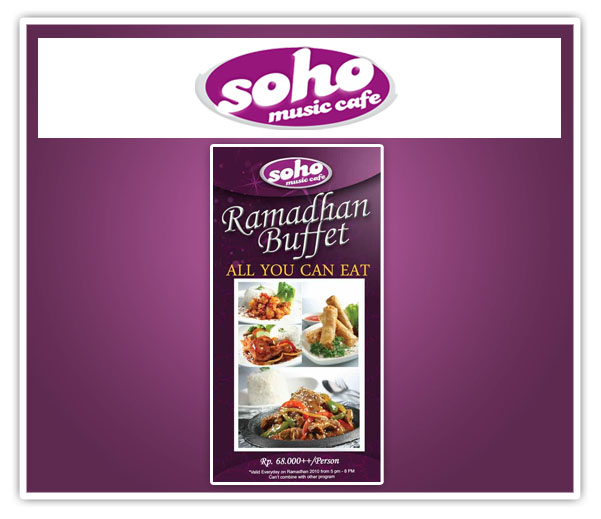 soho
music cafe
soho
music cafe
Ramadhan
Buffet
ALL YOU CAN EAT
Rp. 68.000++/Person
*Valid Everyday on Ramadhan 2010 from 5 pm - 8 PM
Can't combine with other program